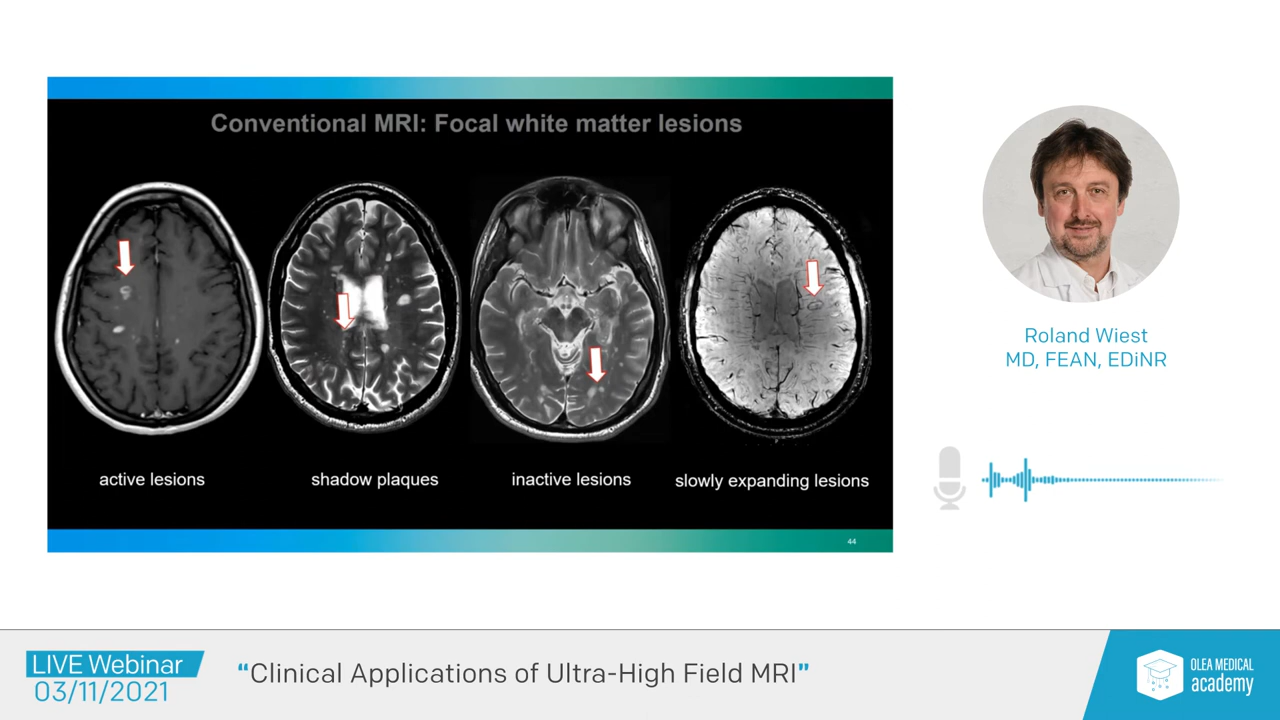 Conventional MRI: Focal white matter lesions
active lesions
shadow plaques
inactive lesions
slowly expanding lesions
44
Roland Wiest
MD, FEAN, EDiNR
LIVE Webinar
03/11/2021
“Clinical Applications of Ultra-High Field MRI”
OLEA MEDICAL
academy